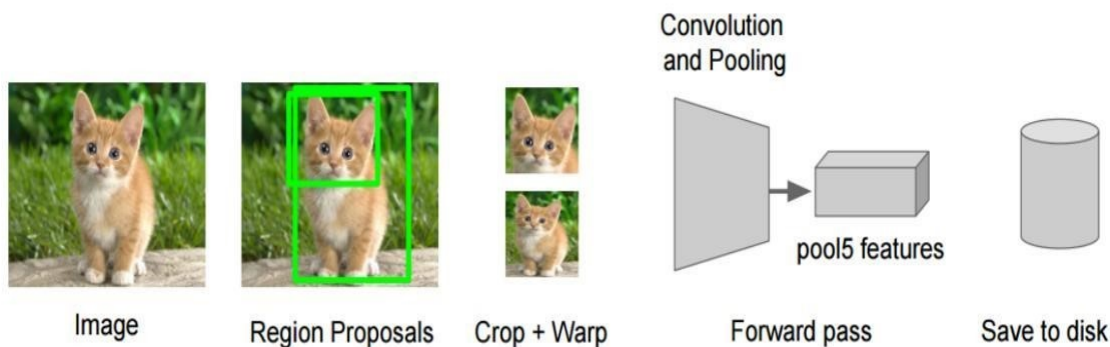 Convolution
and Pooling
pool5 features
Image
Region Proposals
Crop + Warp
Forward pass
Save to disk